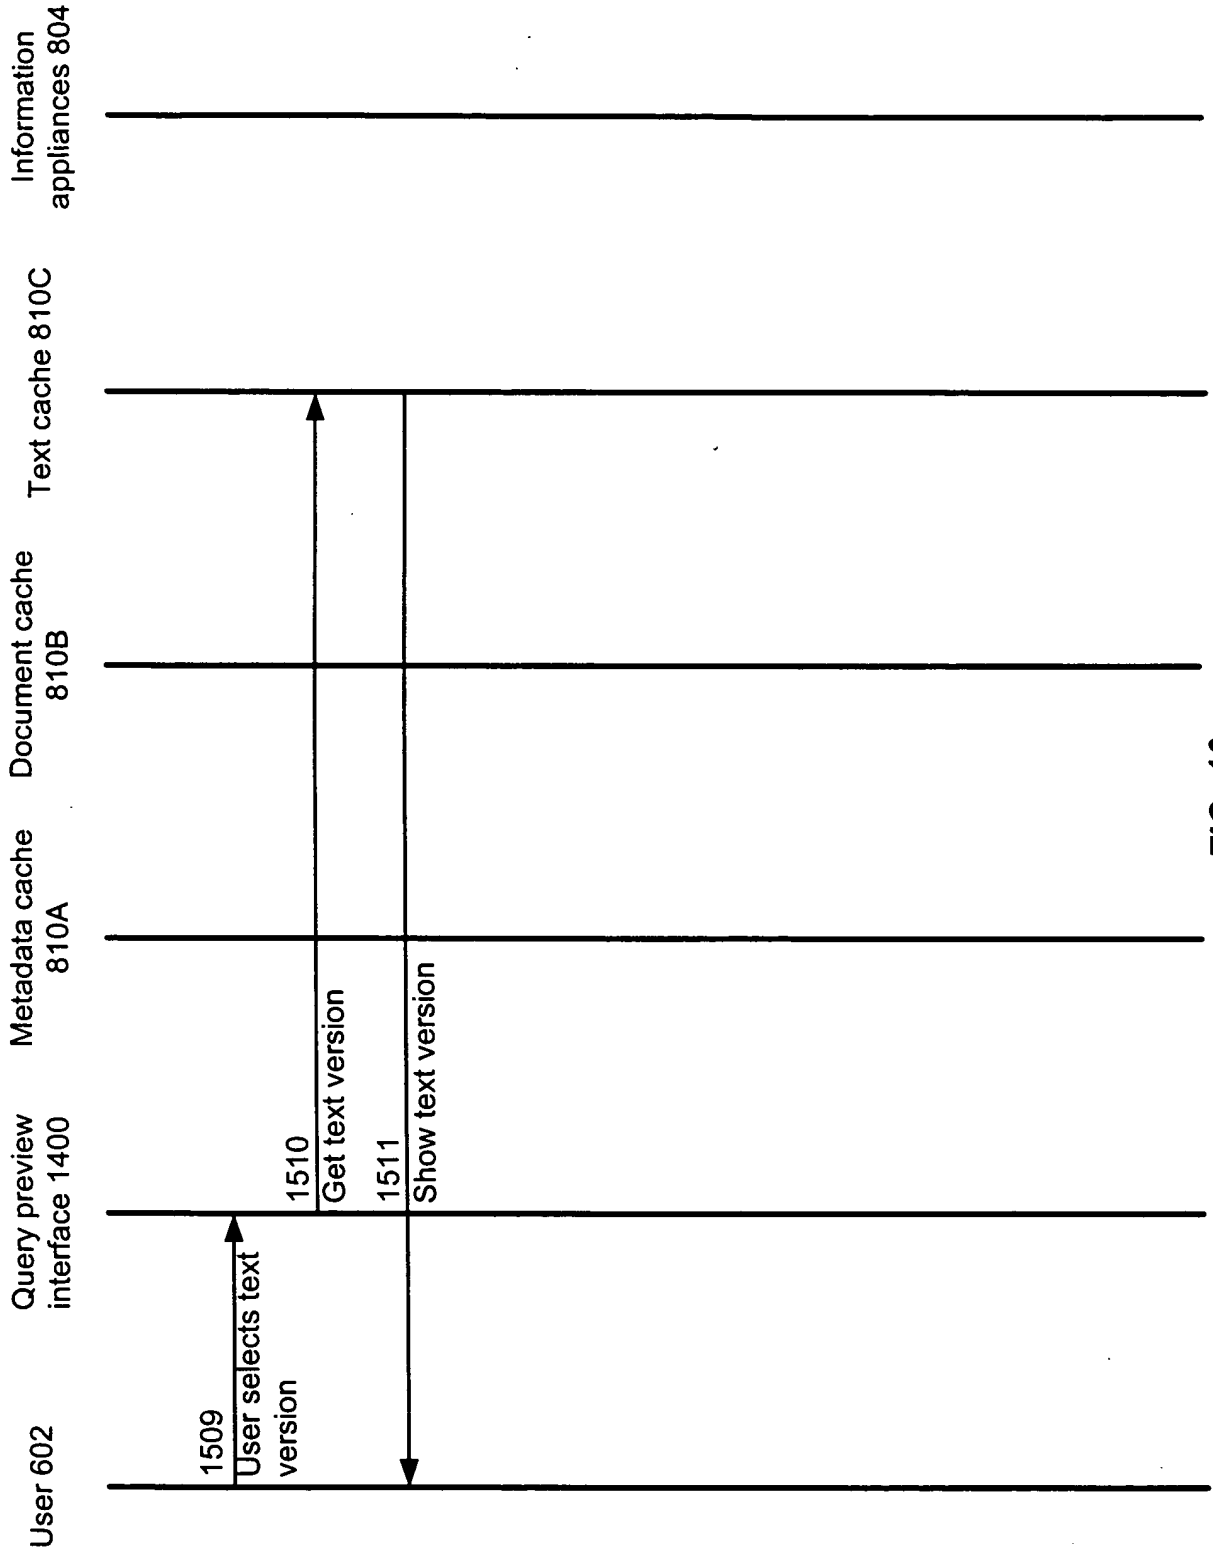 User 602
Query preview
interface 1400
Metadata cache
810A
Document cache
810B
Text cache 810C
Information
appliances 804
1509
User selects text
version
1510
Get text version
1511
Show text version